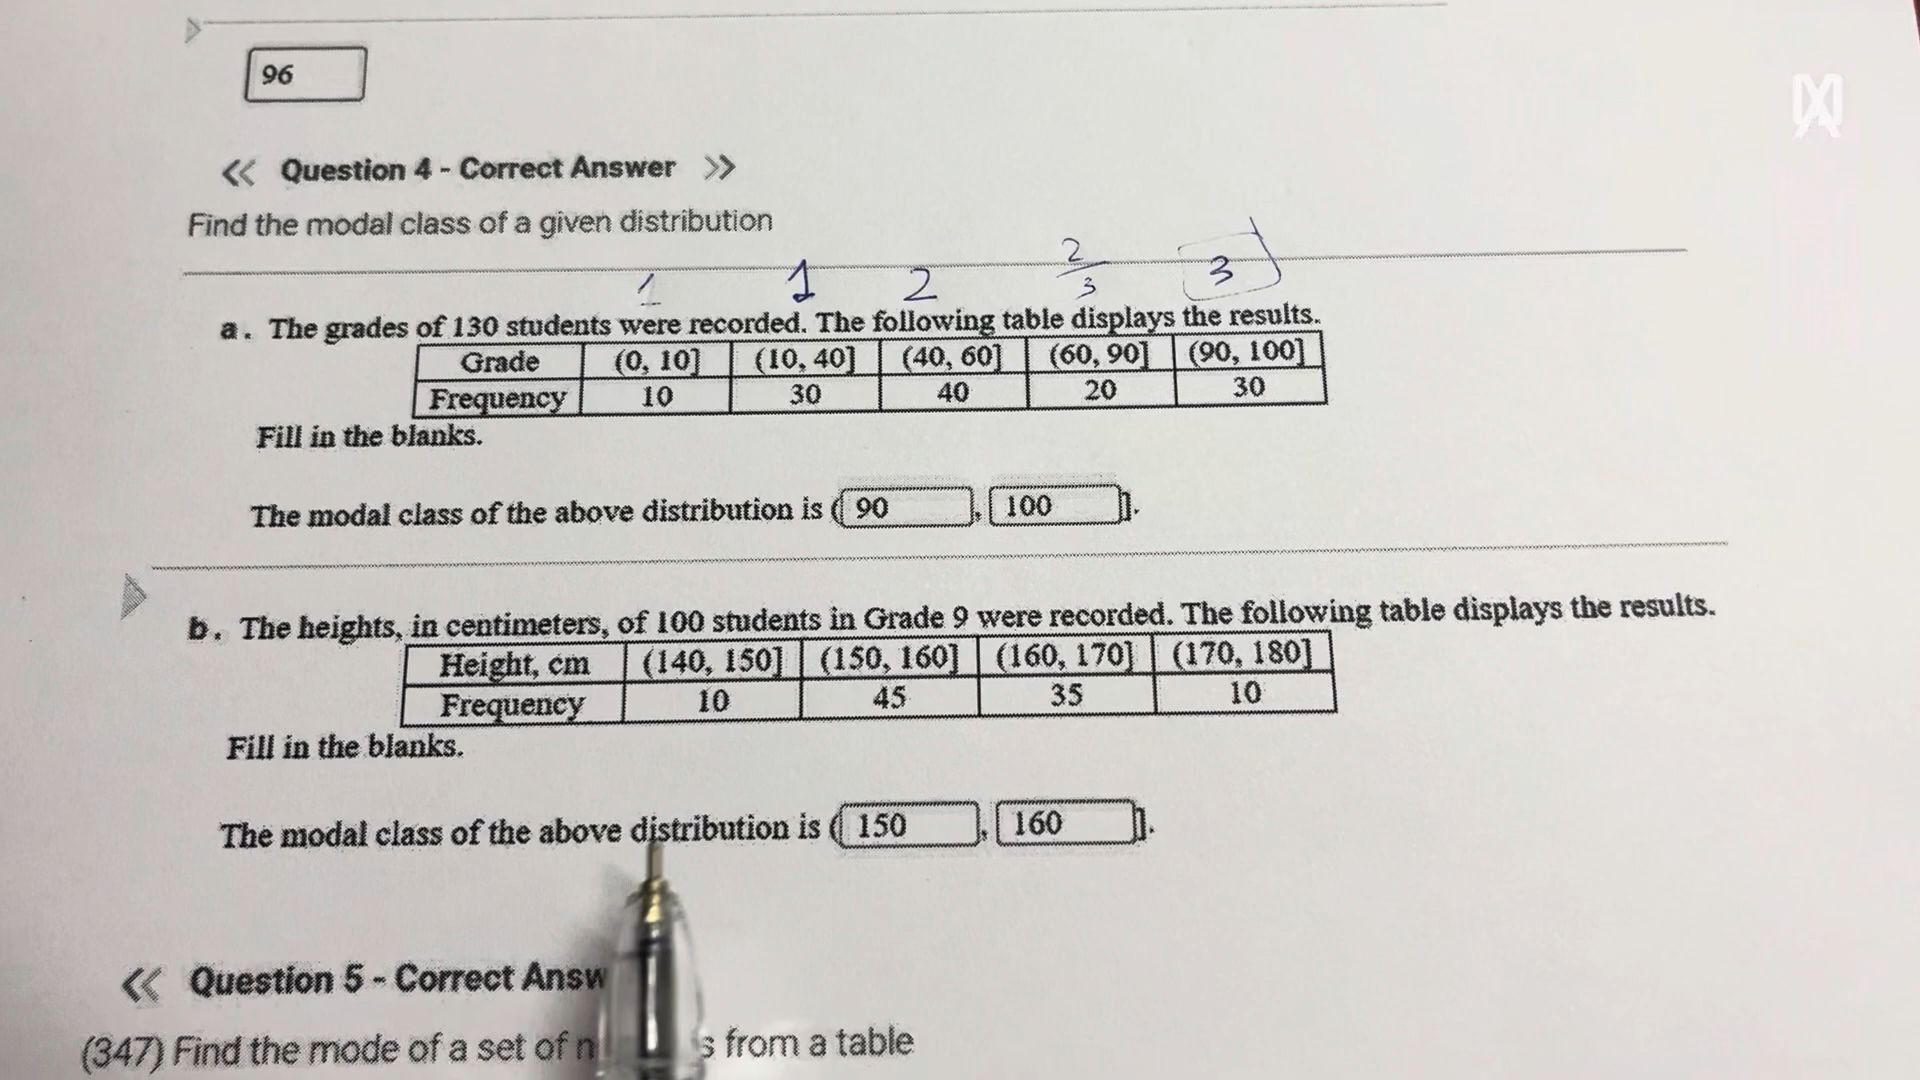 96
« Question 4 - Correct Answer »
Find the modal class of a given distribution
1 1 2 2/3 3
a. The grades of 130 students were recorded. The following table displays the results.
Grade (0, 10] (10, 40] (40, 60] (60, 90] (90, 100]
Frequency 10 30 40 20 30
Fill in the blanks.
The modal class of the above distribution is ( 90 , 100 ].
b. The heights, in centimeters, of 100 students in Grade 9 were recorded. The following table displays the results.
Height, cm (140, 150] (150, 160] (160, 170] (170, 180]
Frequency 10 45 35 10
Fill in the blanks.
The modal class of the above distribution is ( 150 , 160 ].
« Question 5 - Correct Answ
(347) Find the mode of a set of n s from a table